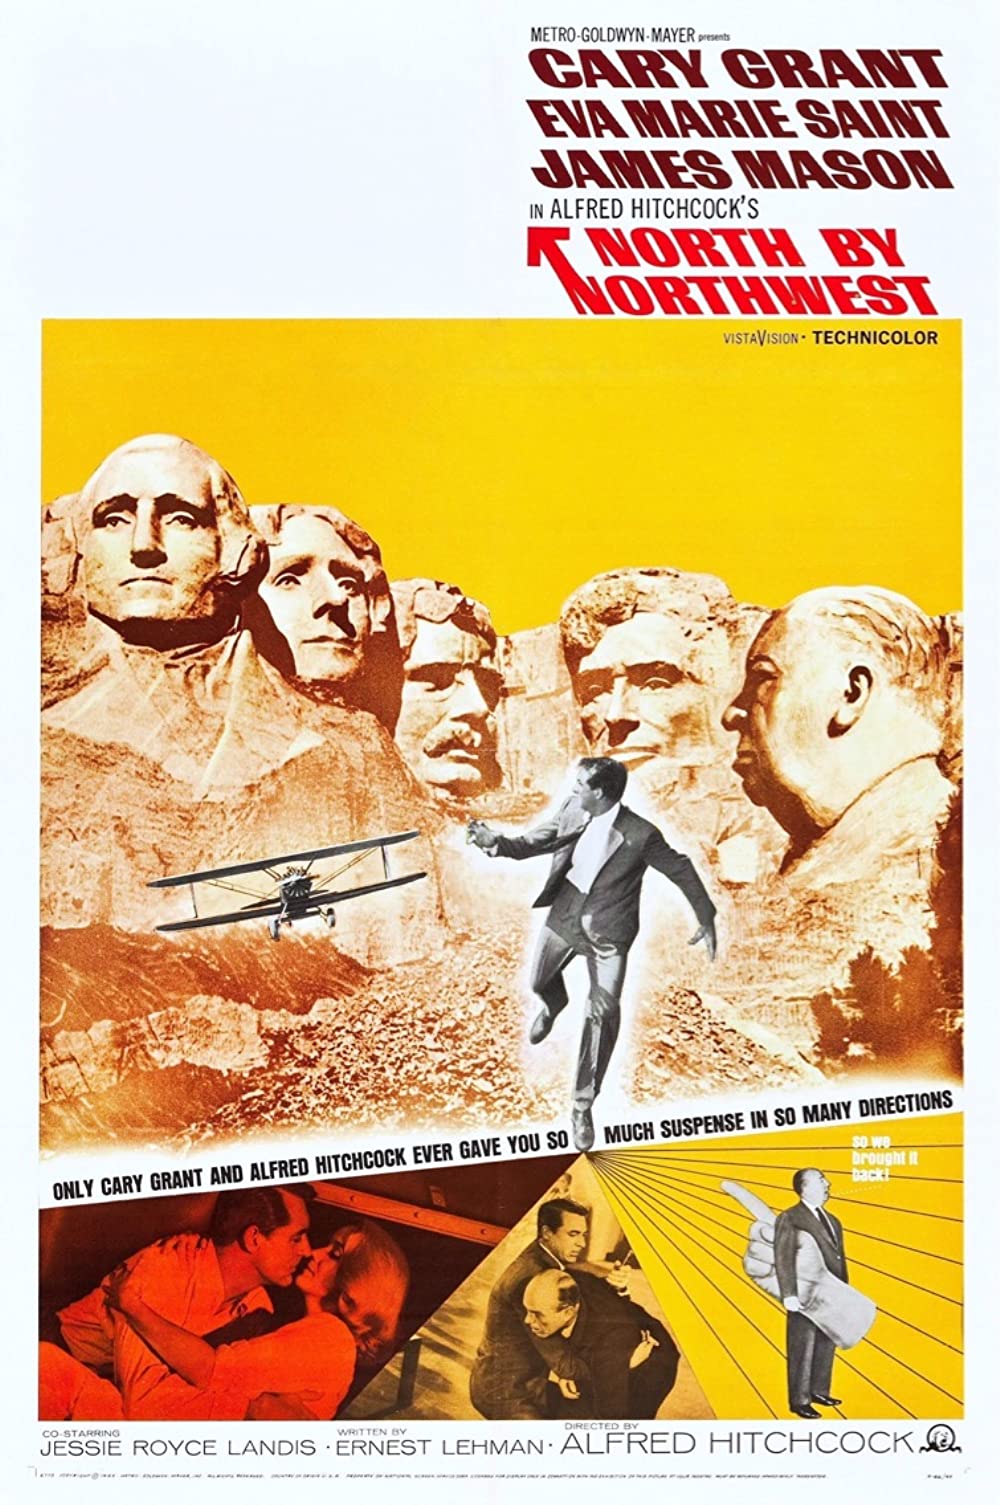 METRO-GOLDWYN-MAYER presents
CARY GRANT
EVA MARIE SAINT
JAMES MASON
IN ALFRED HITCHCOCK'S
NORTH BY
NORTHWEST
VISTAVISION · TECHNICOLOR
ONLY CARY GRANT AND ALFRED HITCHCOCK EVER GAVE YOU SO MUCH SUSPENSE IN SO MANY DIRECTIONS
so we
brought it
back!
CO-STARRING
JESSIE ROYCE LANDIS ·
WRITTEN BY
ERNEST LEHMAN ·
DIRECTED BY
ALFRED HITCHCOCK